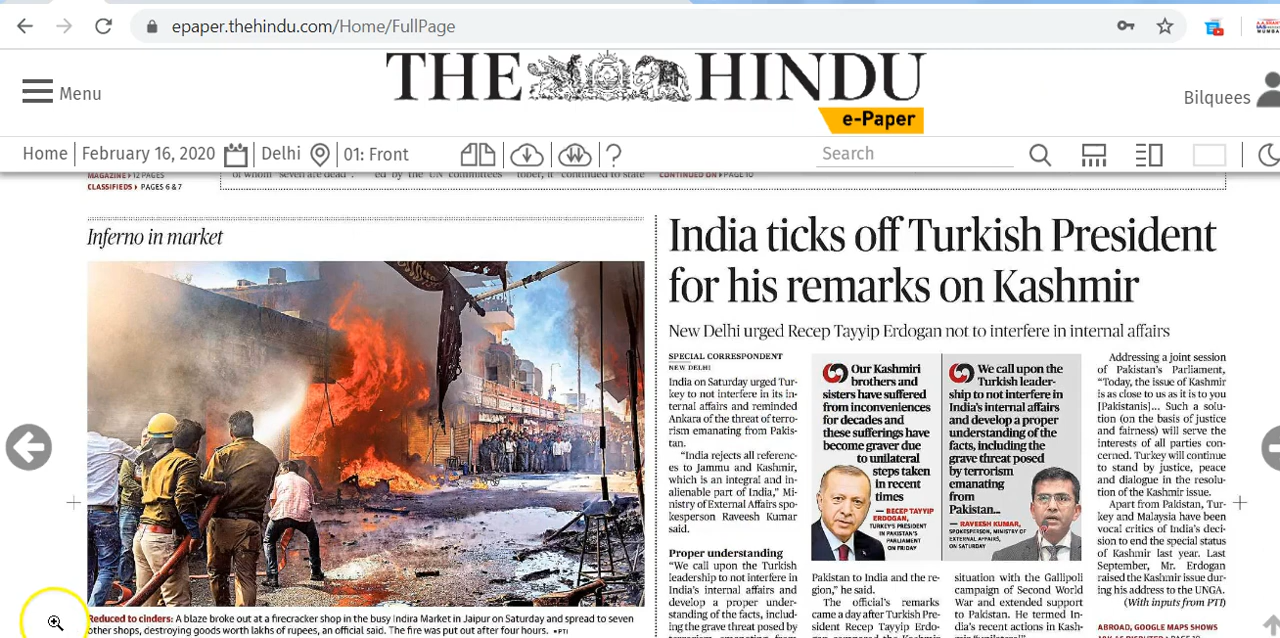 epaper.thehindu.com/Home/FullPage
THE HINDU
e-Paper
Menu
Bilquees
Home
February 16, 2020
Delhi
01: Front
?
Search
MAGAZINE ▸ 12 PAGES
CLASSIFIEDS ▸ PAGES 6 & 7
of whom 'seven are dead'.
ed by the UN committees
tober, it continued to state
CONTINUED ON ▸ PAGE 10
Inferno in market
Reduced to cinders: A blaze broke out at a firecracker shop in the busy Indira Market in Jaipur on Saturday and spread to seven
other shops, destroying goods worth lakhs of rupees, an official said. The fire was put out after four hours. ▪ PTI
India ticks off Turkish President
for his remarks on Kashmir
New Delhi urged Recep Tayyip Erdogan not to interfere in internal affairs
SPECIAL CORRESPONDENT
NEW DELHI
India on Saturday urged Tur-
key to not interfere in its in-
ternal affairs and reminded
Ankara of the threat of terro-
rism emanating from Pakis-
tan.
“India rejects all referenc-
es to Jammu and Kashmir,
which is an integral and in-
alienable part of India,” Mi-
nistry of External Affairs spo-
kesperson Raveesh Kumar
said.
Proper understanding
“We call upon the Turkish
leadership to not interfere in
India’s internal affairs and
develop a proper under-
standing of the facts, includ-
ing the grave threat posed by
Our Kashmiri
brothers and
sisters have suffered
from inconveniences
for decades and
these sufferings have
become graver due
to unilateral
steps taken
in recent
times
— RECEP TAYYIP
ERDOGAN,
TURKEY'S PRESIDENT
IN PAKISTAN'S
PARLIAMENT
ON FRIDAY
We call upon the
Turkish leader-
ship to not interfere in
India’s internal affairs
and develop a proper
understanding of the
facts, including the
grave threat posed
by terrorism
emanating
from
Pakistan...
— RAVEESH KUMAR,
SPOKESPERSON, MINISTRY OF
EXTERNAL AFFAIRS,
ON SATURDAY
Pakistan to India and the re-
gion,” he said.
The official’s remarks
came a day after Turkish Pre-
sident Recep Tayyip Erdo-
situation with the Gallipoli
campaign of Second World
War and extended support
to Pakistan. He termed In-
dia’s recent actions in Kash-
Addressing a joint session
of Pakistan’s Parliament,
“Today, the issue of Kashmir
is as close to us as it is to you
[Pakistanis]... Such a solu-
tion (on the basis of justice
and fairness) will serve the
interests of all parties con-
cerned. Turkey will continue
to stand by justice, peace
and dialogue in the resolu-
tion of the Kashmir issue.
Apart from Pakistan, Tur-
key and Malaysia have been
vocal critics of India’s deci-
sion to end the special status
of Kashmir last year. Last
September, Mr. Erdogan
raised the Kashmir issue dur-
ing his address to the UNGA.
(With inputs from PTI)
ABROAD, GOOGLE MAPS SHOWS